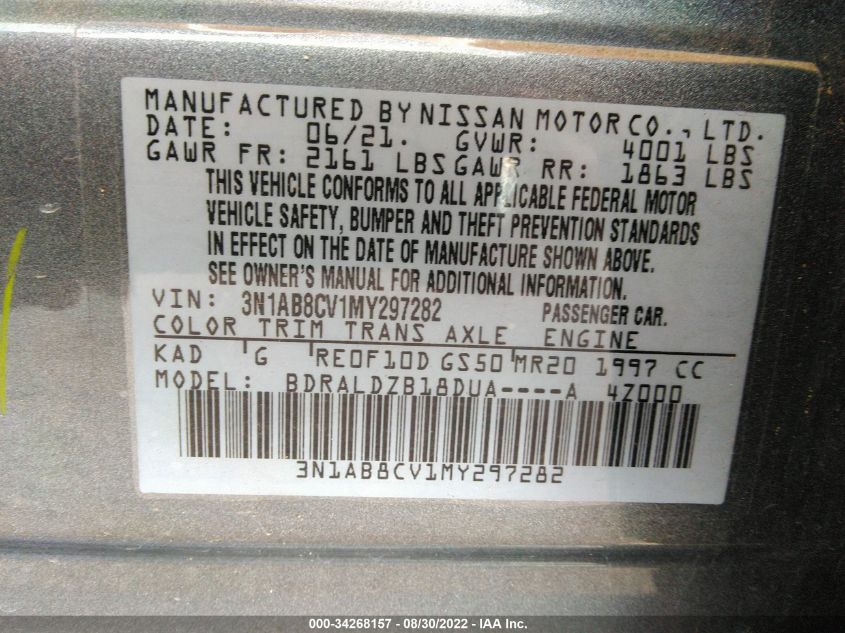 MANUFACTURED BY NISSAN MOTOR CO., LTD.
DATE: 06/21. GVWR: 4001 LBS
GAWR FR: 2161 LBS GAWR RR: 1863 LBS
THIS VEHICLE CONFORMS TO ALL APPLICABLE FEDERAL MOTOR
VEHICLE SAFETY, BUMPER AND THEFT PREVENTION STANDARDS
IN EFFECT ON THE DATE OF MANUFACTURE SHOWN ABOVE.
SEE OWNER'S MANUAL FOR ADDITIONAL INFORMATION.
VIN: 3N1AB8CV1MY297282 PASSENGER CAR.
COLOR TRIM TRANS AXLE ENGINE
KAD G RE0F10D GS50 MR20 1997 CC
MODEL: BDRALDZB18DUA----A 4Z000
3N1AB8CV1MY297282
000-34268157 - 08/30/2022 - IAA Inc.